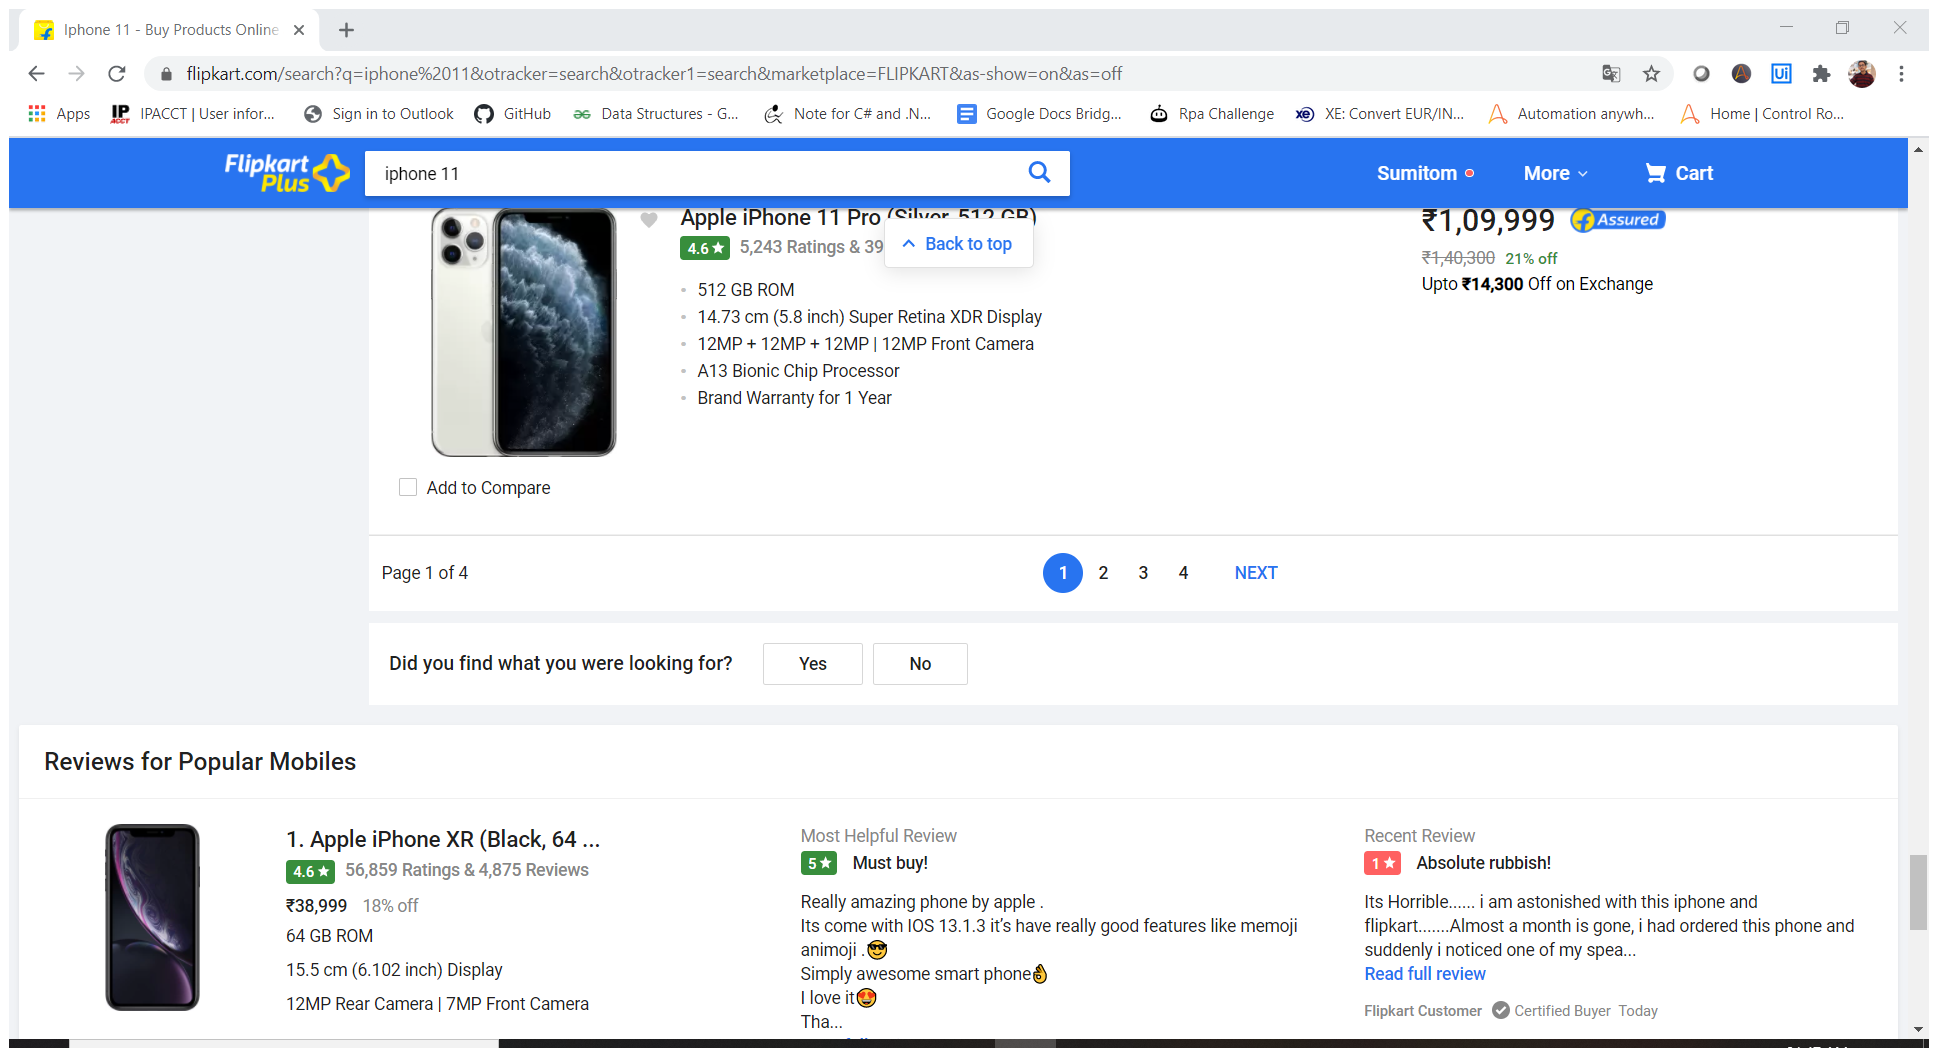 Iphone 11 - Buy Products Online
flipkart.com/search?q=iphone%2011&otracker=search&otracker1=search&marketplace=FLIPKART&as-show=on&as=off
Apps IP ACCT IPACCT | User infor... Sign in to Outlook GitHub Data Structures - G... Note for C# and .N... Google Docs Bridg... Rpa Challenge xe XE: Convert EUR/IN... Automation anywh... Home | Control Ro...
Flipkart Plus iphone 11 Sumitom More Cart
Apple iPhone 11 Pro (Silver, 512 GB) ₹1,09,999 Assured
4.6★ 5,243 Ratings & 39 Back to top ₹1,40,300 21% off
Upto ₹14,300 Off on Exchange
512 GB ROM
14.73 cm (5.8 inch) Super Retina XDR Display
12MP + 12MP + 12MP | 12MP Front Camera
A13 Bionic Chip Processor
Brand Warranty for 1 Year
Add to Compare
Page 1 of 4 1 2 3 4 NEXT
Did you find what you were looking for? Yes No
Reviews for Popular Mobiles
1. Apple iPhone XR (Black, 64 ...
4.6★ 56,859 Ratings & 4,875 Reviews
₹38,999 18% off
64 GB ROM
15.5 cm (6.102 inch) Display
12MP Rear Camera | 7MP Front Camera
Most Helpful Review
5★ Must buy!
Really amazing phone by apple .
Its come with IOS 13.1.3 it’s have really good features like memoji
animoji .😎
Simply awesome smart phone👌
I love it😍
Tha...
Recent Review
1★ Absolute rubbish!
Its Horrible...... i am astonished with this iphone and
flipkart.......Almost a month is gone, i had ordered this phone and
suddenly i noticed one of my spea...
Read full review
Flipkart Customer Certified Buyer Today